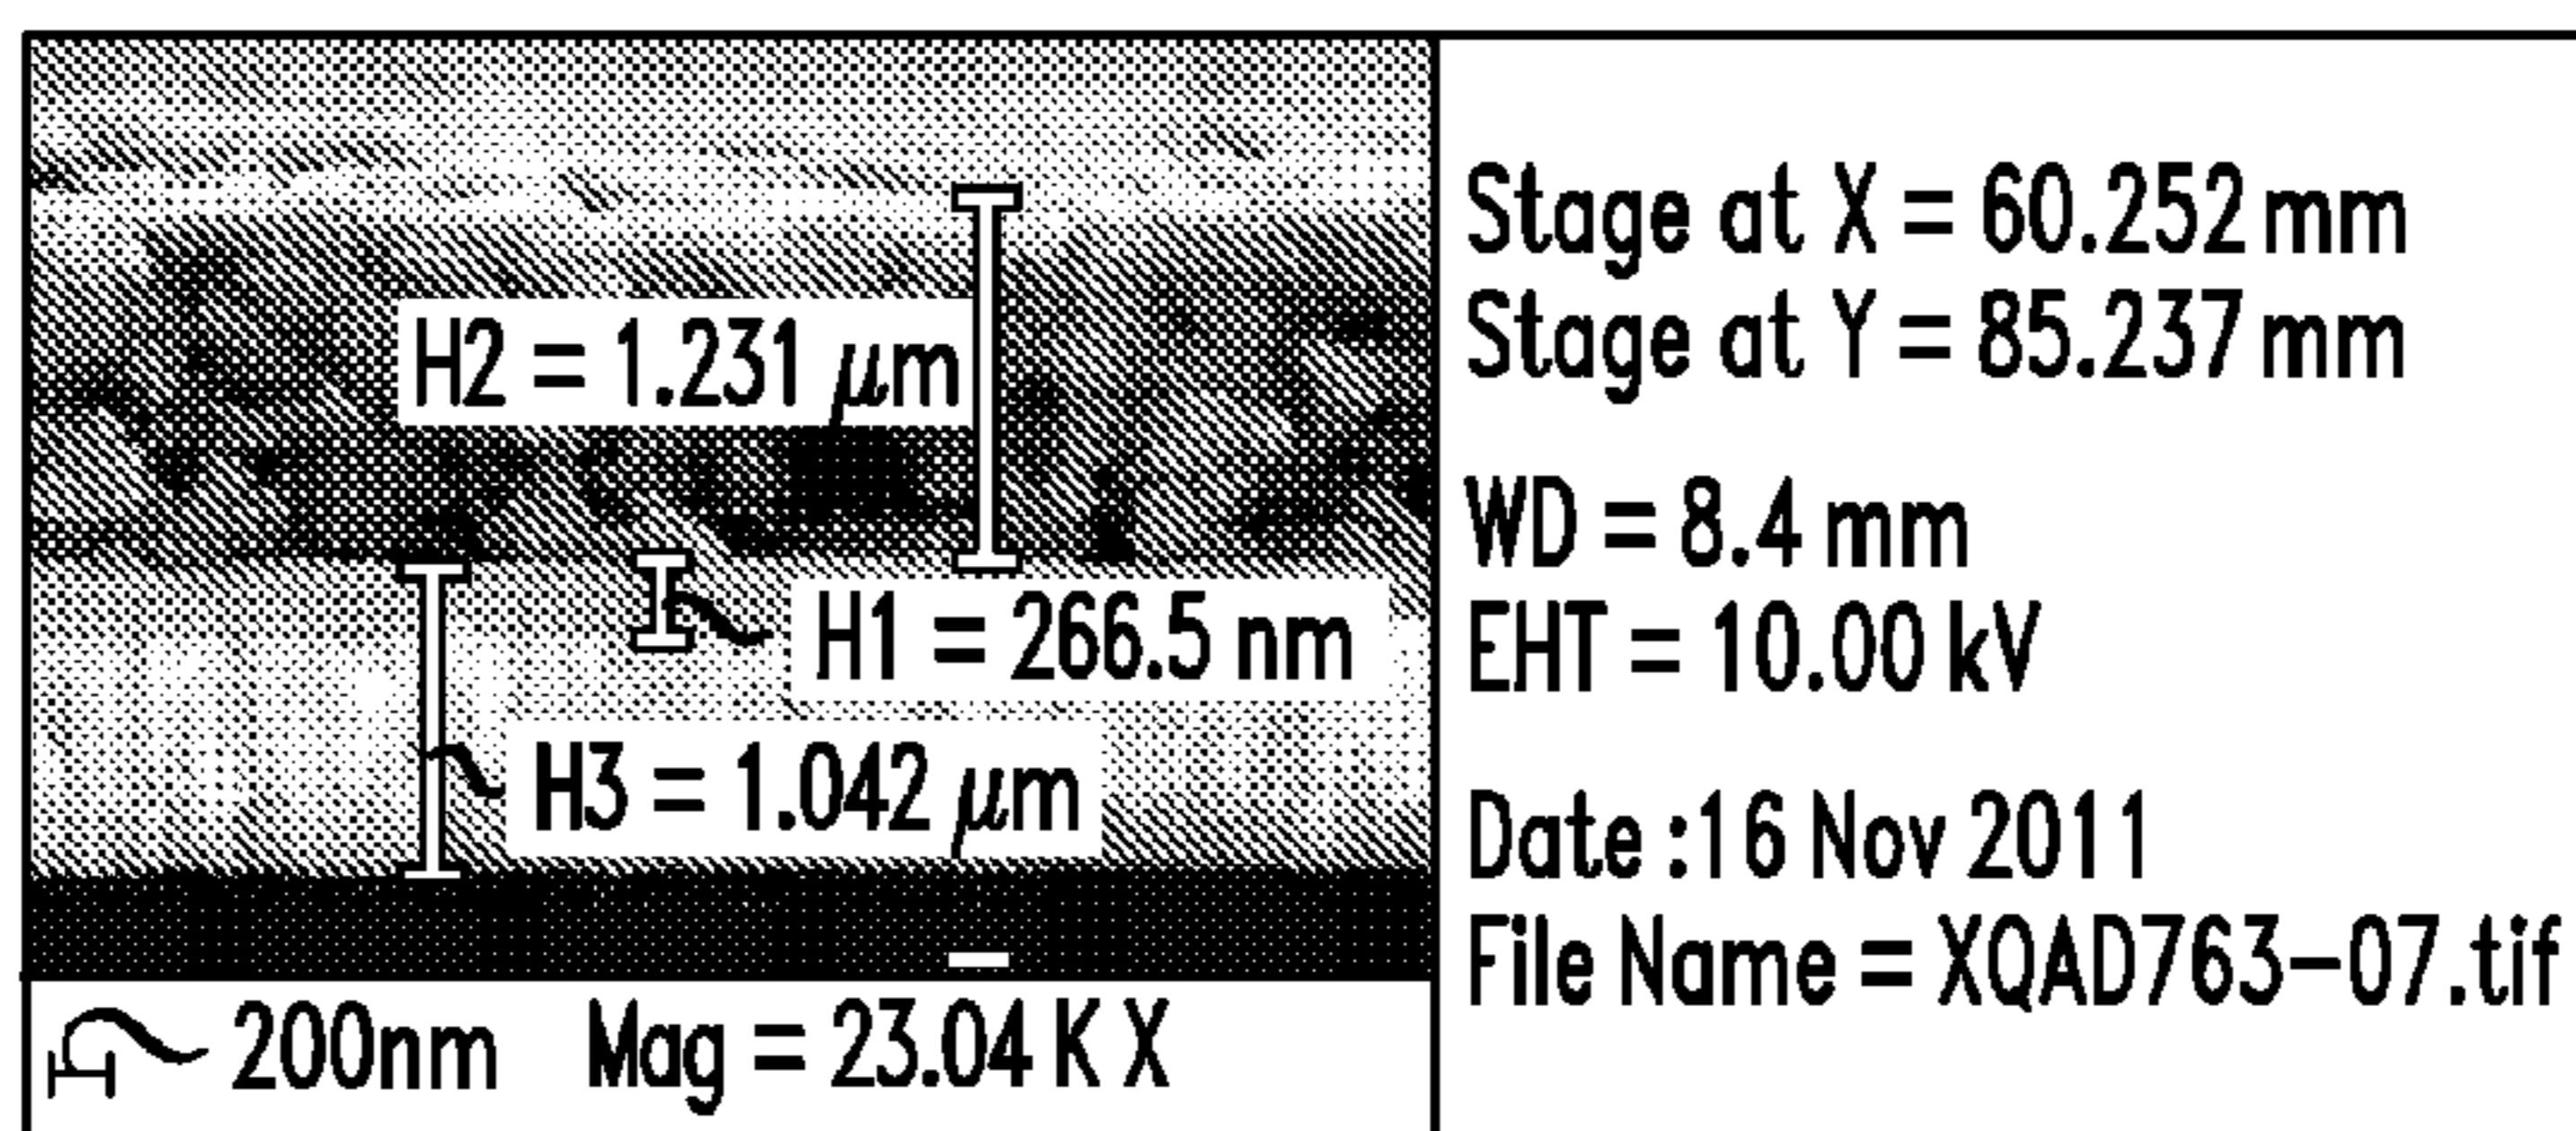 H2 = 1.231 μm
H1 = 266.5 nm
H3 = 1.042 μm
200nm Mag = 23.04 K X
Stage at X = 60.252 mm
Stage at Y = 85.237 mm
WD = 8.4 mm
EHT = 10.00 kV
Date :16 Nov 2011
File Name = XQAD763-07.tif